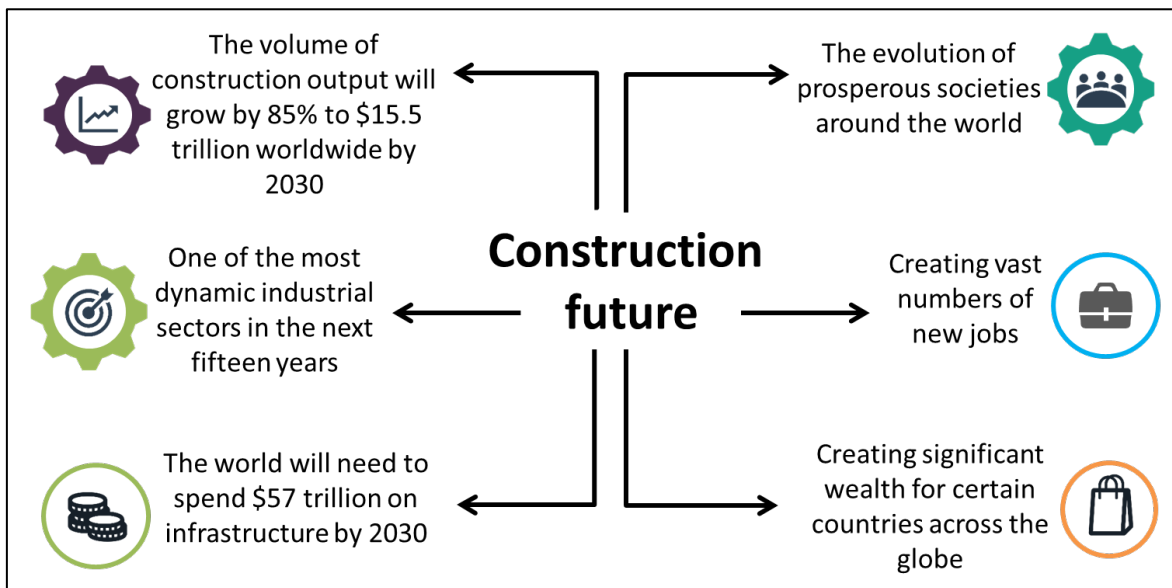 The volume of
construction output will
grow by 85% to $15.5
trillion worldwide by
2030
The evolution of
prosperous societies
around the world
One of the most
dynamic industrial
sectors in the next
fifteen years
Construction
future
Creating vast
numbers of
new jobs
The world will need to
spend $57 trillion on
infrastructure by 2030
Creating significant
wealth for certain
countries across the
globe